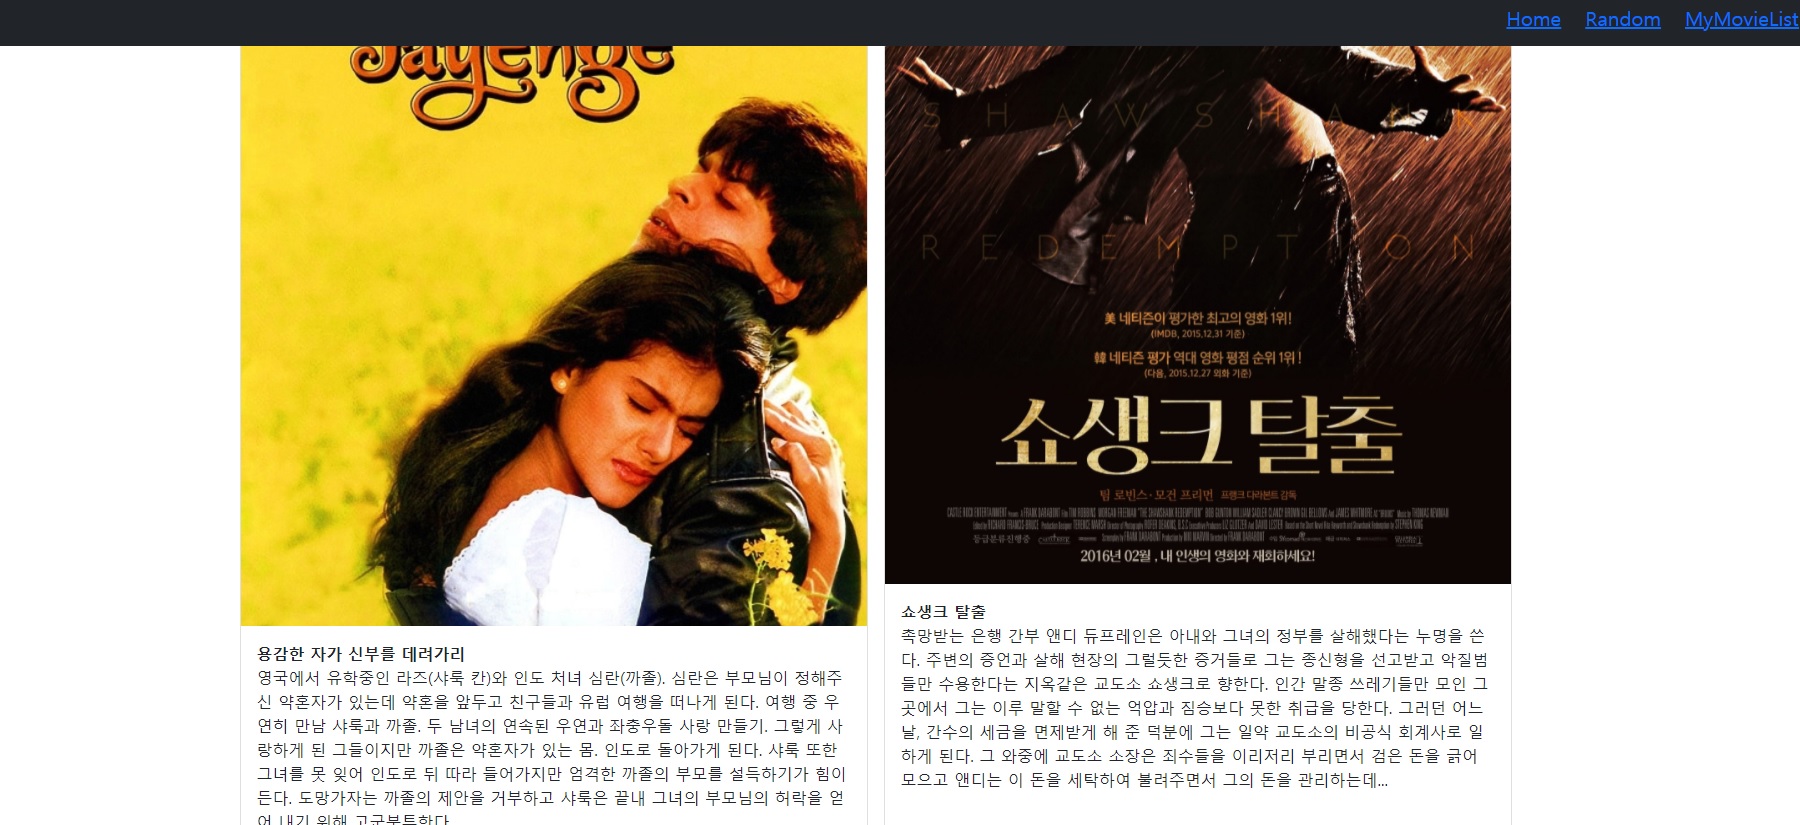 Home Random MyMovieList
Jayenge
용감한 자가 신부를 데려가리
영국에서 유학중인 라즈(샤룩 칸)와 인도 처녀 심란(까졸). 심란은 부모님이 정해주
신 약혼자가 있는데 약혼을 앞두고 친구들과 유럽 여행을 떠나게 된다. 여행 중 우
연히 만남 샤룩과 까졸. 두 남녀의 연속된 우연과 좌충우돌 사랑 만들기. 그렇게 사
랑하게 된 그들이지만 까졸은 약혼자가 있는 몸. 인도로 돌아가게 된다. 샤룩 또한
그녀를 못 잊어 인도로 뒤 따라 들어가지만 엄격한 까졸의 부모를 설득하기가 힘이
든다. 도망가자는 까졸의 제안을 거부하고 샤룩은 끝내 그녀의 부모님의 허락을 얻
어 내기 위해 고군분투한다.
SHAWSHANK
REDEMPTION
美 네티즌이 평가한 최고의 영화 1위!
(IMDB, 2015.12.31 기준)
韓 네티즌 평가 역대 영화 평점 순위 1위!
(다음, 2015.12.27 외화 기준)
쇼생크 탈출
팀 로빈스·모건 프리먼 프랭크 다라본트 감독
2016년 02월, 내 인생의 영화와 재회하세요!
쇼생크 탈출
촉망받는 은행 간부 앤디 듀프레인은 아내와 그녀의 정부를 살해했다는 누명을 쓴
다. 주변의 증언과 살해 현장의 그럴듯한 증거들로 그는 종신형을 선고받고 악질범
들만 수용한다는 지옥같은 교도소 쇼생크로 향한다. 인간 말종 쓰레기들만 모인 그
곳에서 그는 이루 말할 수 없는 억압과 짐승보다 못한 취급을 당한다. 그러던 어느
날, 간수의 세금을 면제받게 해 준 덕분에 그는 일약 교도소의 비공식 회계사로 일
하게 된다. 그 와중에 교도소 소장은 죄수들을 이리저리 부리면서 검은 돈을 긁어
모으고 앤디는 이 돈을 세탁하여 불려주면서 그의 돈을 관리하는데...